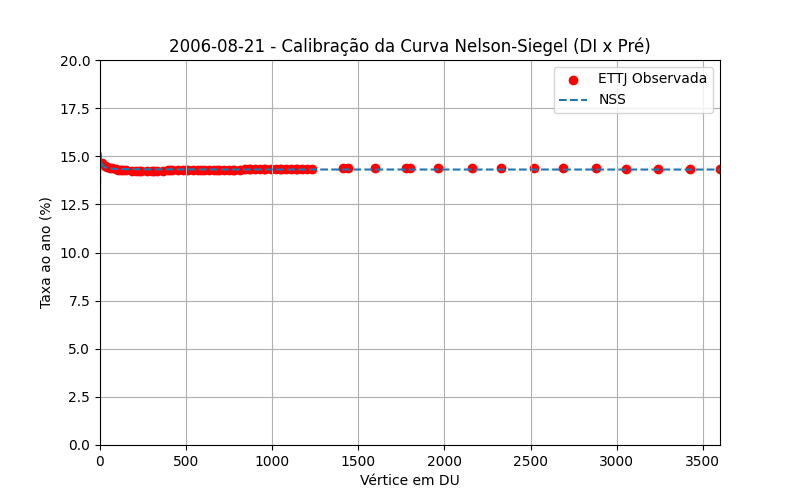 2006-08-21 - Calibração da Curva Nelson-Siegel (DI x Pré)
ETTJ Observada
NSS
Taxa ao ano (%)
20.0
17.5
15.0
12.5
10.0
7.5
5.0
2.5
0.0
0 500 1000 1500 2000 2500 3000 3500
Vértice em DU